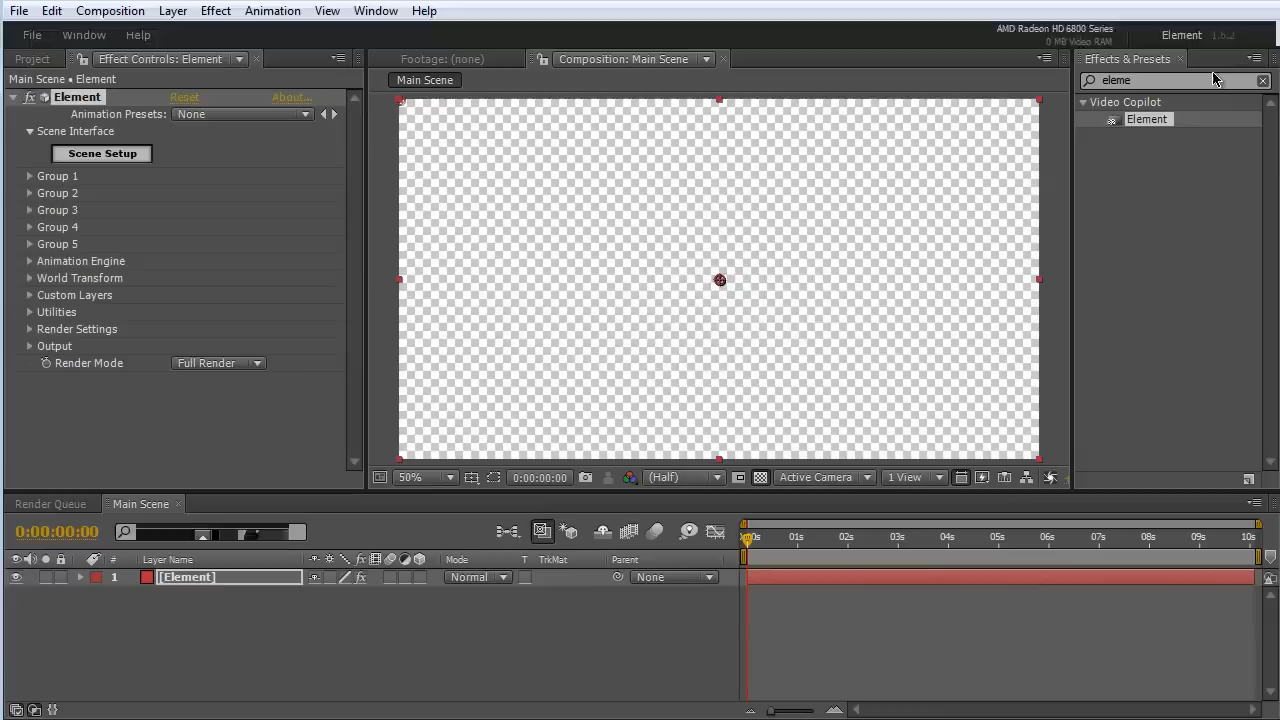 File Edit Composition Layer Effect Animation View Window Help
File Window Help
AMD Radeon HD 6800 Series
0 MB Video RAM
Element 1.6.2
Project
Effect Controls: Element
Footage: (none)
Composition: Main Scene
Effects & Presets
Main Scene • Element
Main Scene
eleme
Element Reset About...
Video Copilot
Animation Presets: None
Element
Scene Interface
Scene Setup
Group 1
Group 2
Group 3
Group 4
Group 5
Animation Engine
World Transform
Custom Layers
Utilities
Render Settings
Output
Render Mode Full Render
50% 0:00:00:00 (Half) Active Camera 1 View
Render Queue Main Scene
0:00:00:00
01s 02s 03s 04s 05s 06s 07s 08s 09s 10s
# Layer Name Mode T TrkMat Parent
1 [Element] Normal None